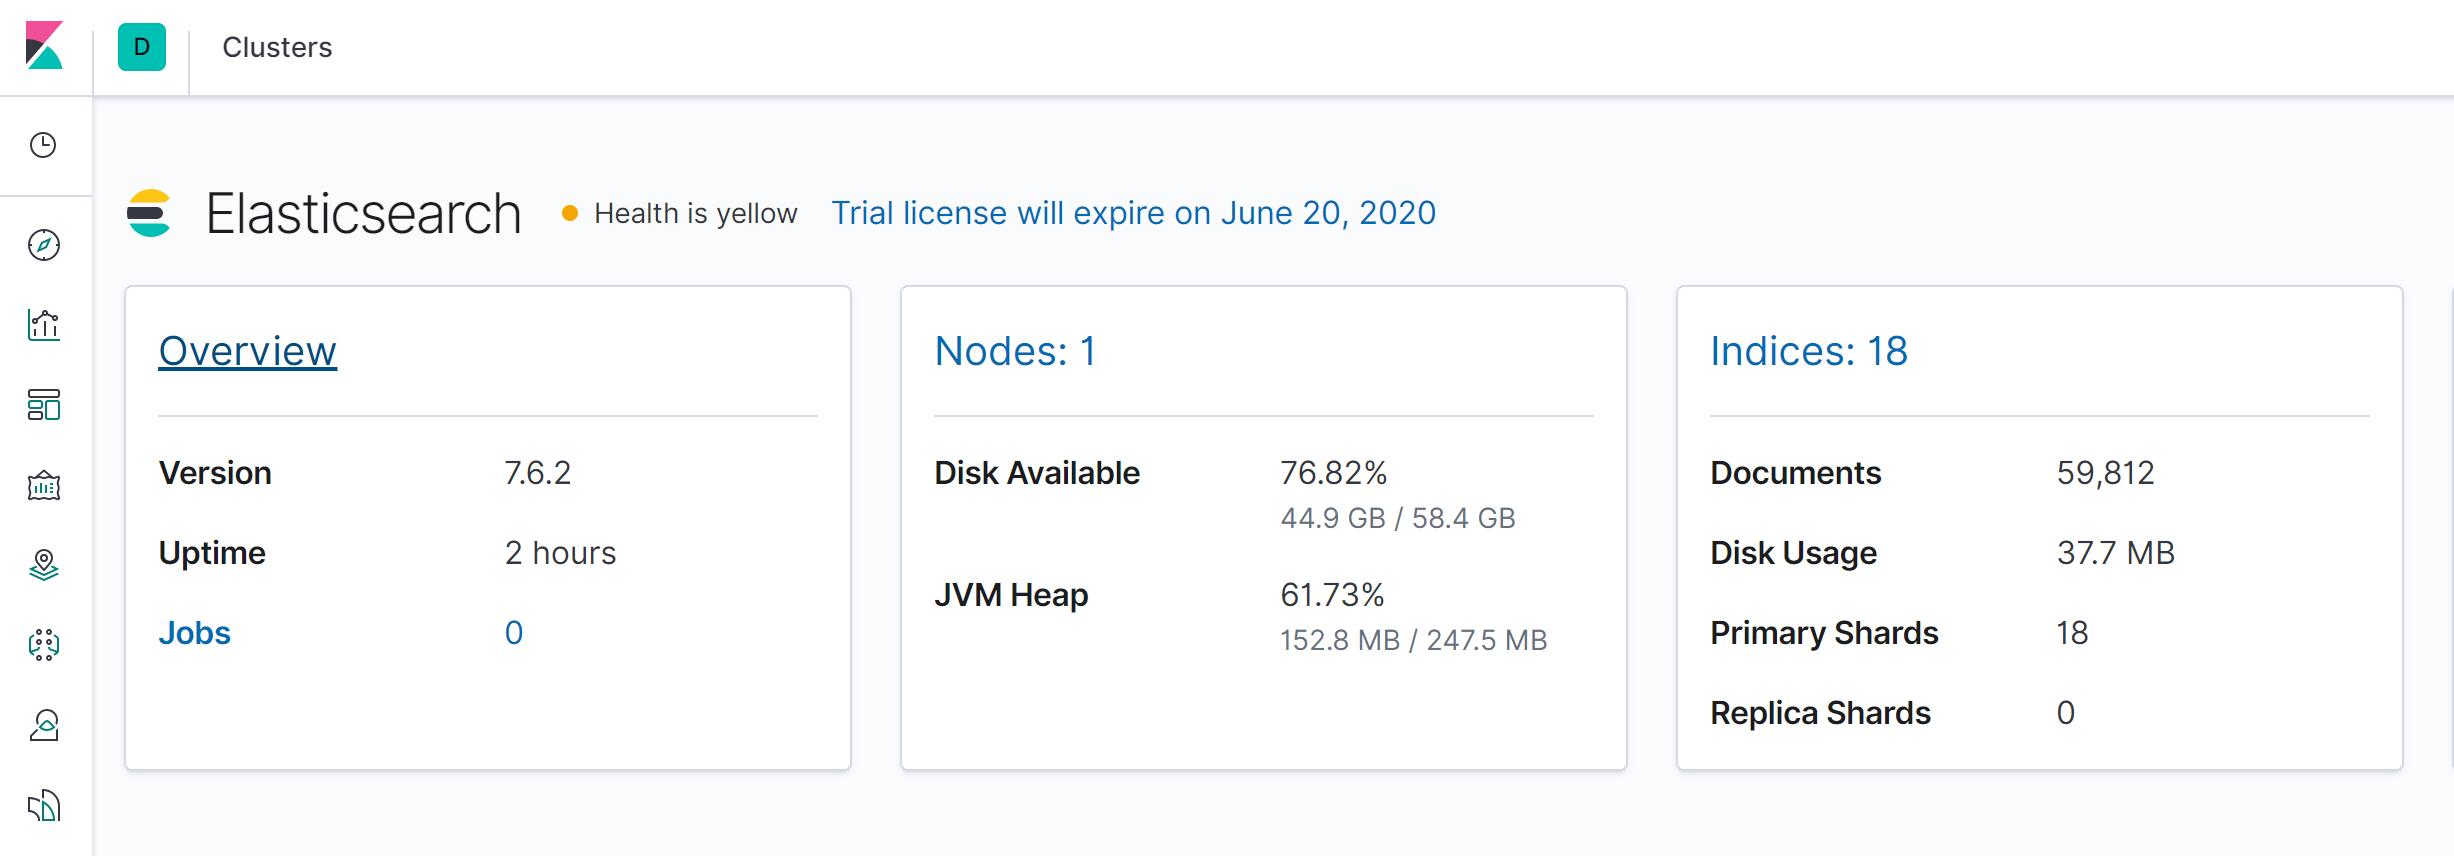 D Clusters
Elasticsearch Health is yellow Trial license will expire on June 20, 2020
Overview
Version 7.6.2
Uptime 2 hours
Jobs 0
Nodes: 1
Disk Available 76.82%
44.9 GB / 58.4 GB
JVM Heap 61.73%
152.8 MB / 247.5 MB
Indices: 18
Documents 59,812
Disk Usage 37.7 MB
Primary Shards 18
Replica Shards 0